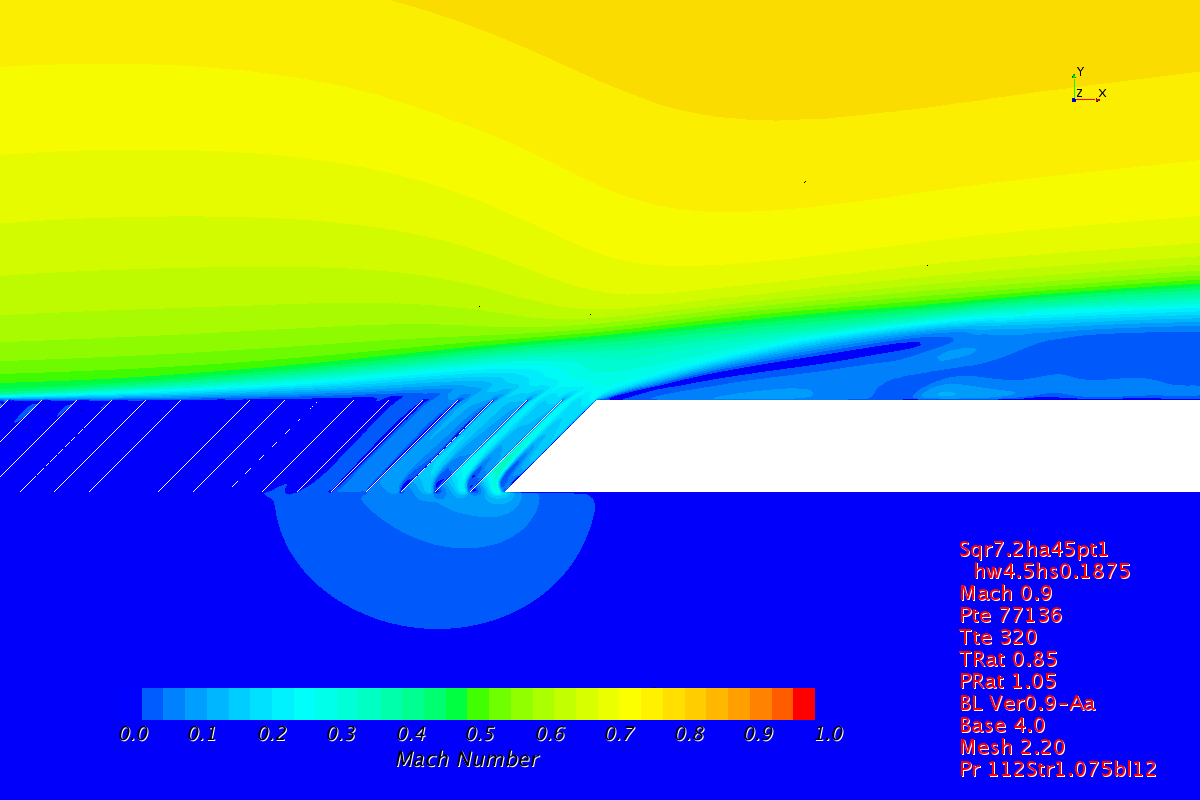 Y
Z X
Sqr7.2ha45pt1
hw4.5hs0.1875
Mach 0.9
Pte 77136
Tte 320
TRat 0.85
PRat 1.05
BL Ver0.9-Aa
Base 4.0
Mesh 2.20
Pr 112Str1.075bl12
0.0 0.1 0.2 0.3 0.4 0.5 0.6 0.7 0.8 0.9 1.0
Mach Number